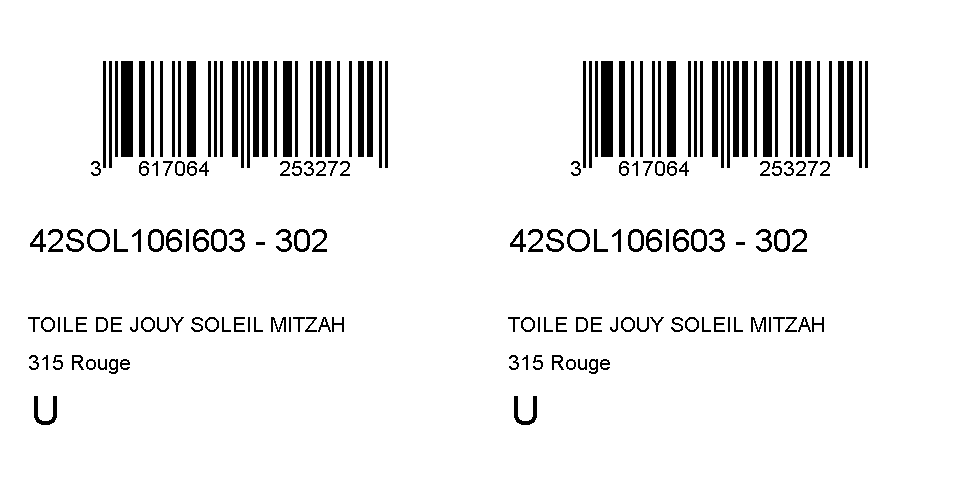 3 617064 253272
42SOL106I603 - 302
TOILE DE JOUY SOLEIL MITZAH
315 Rouge
U
3 617064 253272
42SOL106I603 - 302
TOILE DE JOUY SOLEIL MITZAH
315 Rouge
U